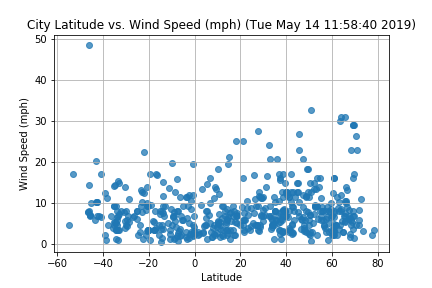 City Latitude vs. Wind Speed (mph) (Tue May 14 11:58:40 2019)
50
40
30
20
10
0
Wind Speed (mph)
−60 −40 −20 0 20 40 60 80
Latitude